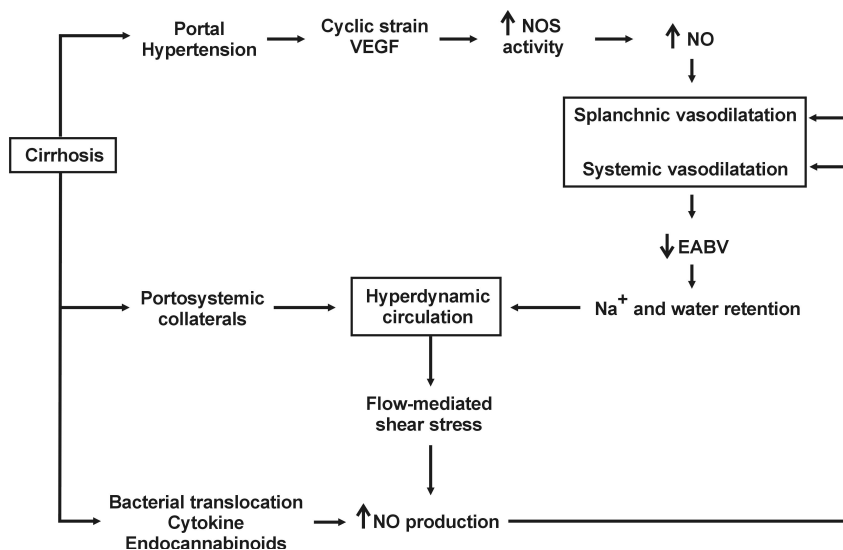 Portal
Hypertension
Cyclic strain
VEGF
↑ NOS
activity
↑ NO
Splanchnic vasodilatation
Systemic vasodilatation
Cirrhosis
↓ EABV
Portosystemic
collaterals
Hyperdynamic
circulation
Na⁺ and water retention
Flow-mediated
shear stress
Bacterial translocation
Cytokine
Endocannabinoids
↑ NO production